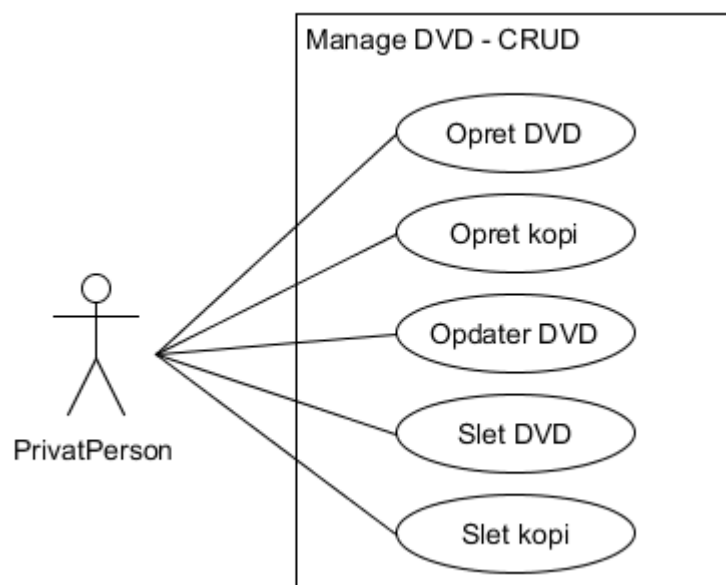 Manage DVD - CRUD
Opret DVD
Opret kopi
Opdater DVD
Slet DVD
PrivatPerson
Slet kopi